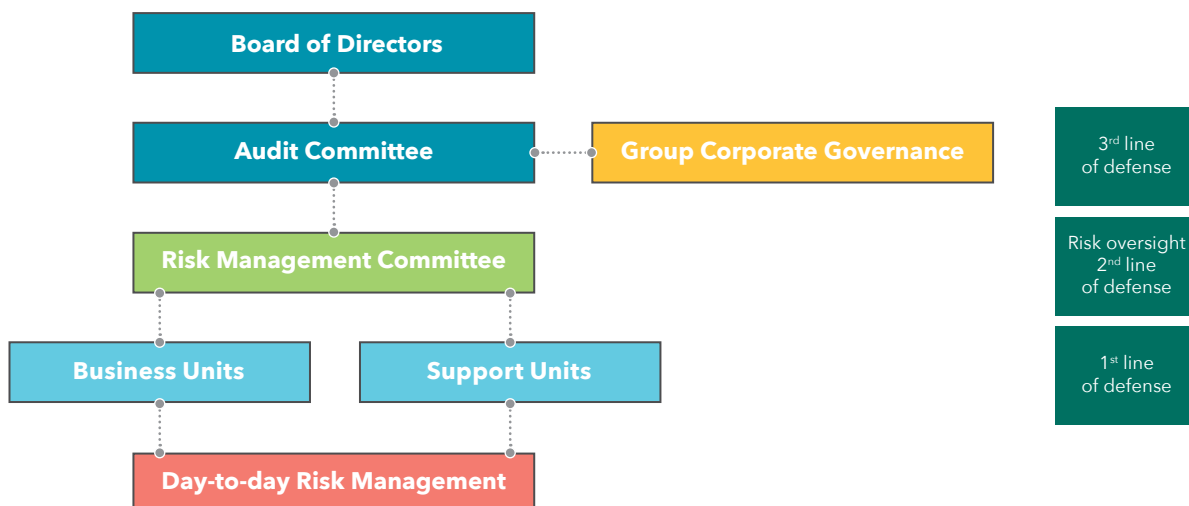 Board of Directors
Audit Committee
Group Corporate Governance
3rd line
of defense
Risk Management Committee
Risk oversight
2nd line
of defense
Business Units
Support Units
1st line
of defense
Day-to-day Risk Management